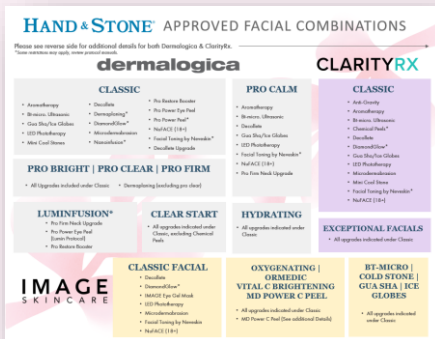 HAND & STONE® APPROVED FACIAL COMBINATIONS
Please see reverse side for additional details for both Dermalogica & ClarityRx.
*Some restrictions may apply, review protocol manuals.
dermalogica
CLARITYRX
CLASSIC
• Aromatherapy
• Bt-micro: Ultrasonic
• Gua Sha/Ice Globes
• LED Phototherapy
• Mini Cool Stones
• Decollete
• Dermaplaning*
• DiamondGlow*
• Microdermabrasion
• Nanoinfusion*
• Pro Restore Booster
• Pro Power Eye Peel
• Pro Power Peel*
• NuFACE (18+)
• Facial Toning by Neveskin*
• Decollete Upgrade
PRO CALM
• Aromatherapy
• Bt-micro: Ultrasonic
• Decollete
• Gua Sha/Ice Globes
• LED Phototherapy
• Facial Toning by Neveskin*
• NuFACE (18+)
• Pro Firm Neck Upgrade
CLASSIC
• Anti-Gravity
• Aromatherapy
• Bt-micro: Ultrasonic
• Chemical Peels*
• Decollete
• DiamondGlow*
• Gua Sha/Ice Globes
• LED Phototherapy
• Microdermabrasion
• Mini Cool Stone
• Facial Toning by Neveskin*
• NuFACE (18+)
PRO BRIGHT | PRO CLEAR | PRO FIRM
• All Upgrades included under Classic
• Dermaplaning (excluding pro clear)
LUMINFUSION*
• Pro Firm Neck Upgrade
• Pro Power Eye Peel
(Lumin Protocol)
• Pro Restore Booster
CLEAR START
• All upgrades indicated under
Classic, excluding Chemical
Peels
HYDRATING
• All upgrades indicated under
Classic
EXCEPTIONAL FACIALS
• All upgrades indicated under Classic
IMAGE
SKINCARE
CLASSIC FACIAL
• Decollete
• DiamondGlow*
• IMAGE Eye Gel Mask
• LED Phototherapy
• Microdermabrasion
• Facial Toning by Neveskin
• NuFACE (18+)
OXYGENATING |
ORMEDIC
VITAL C BRIGHTENING
MD POWER C PEEL
• All upgrades indicated under Classic
• MD Power C Peel (See additional Details)
BT-MICRO |
COLD STONE |
GUA SHA | ICE
GLOBES
• All upgrades indicated
under Classic